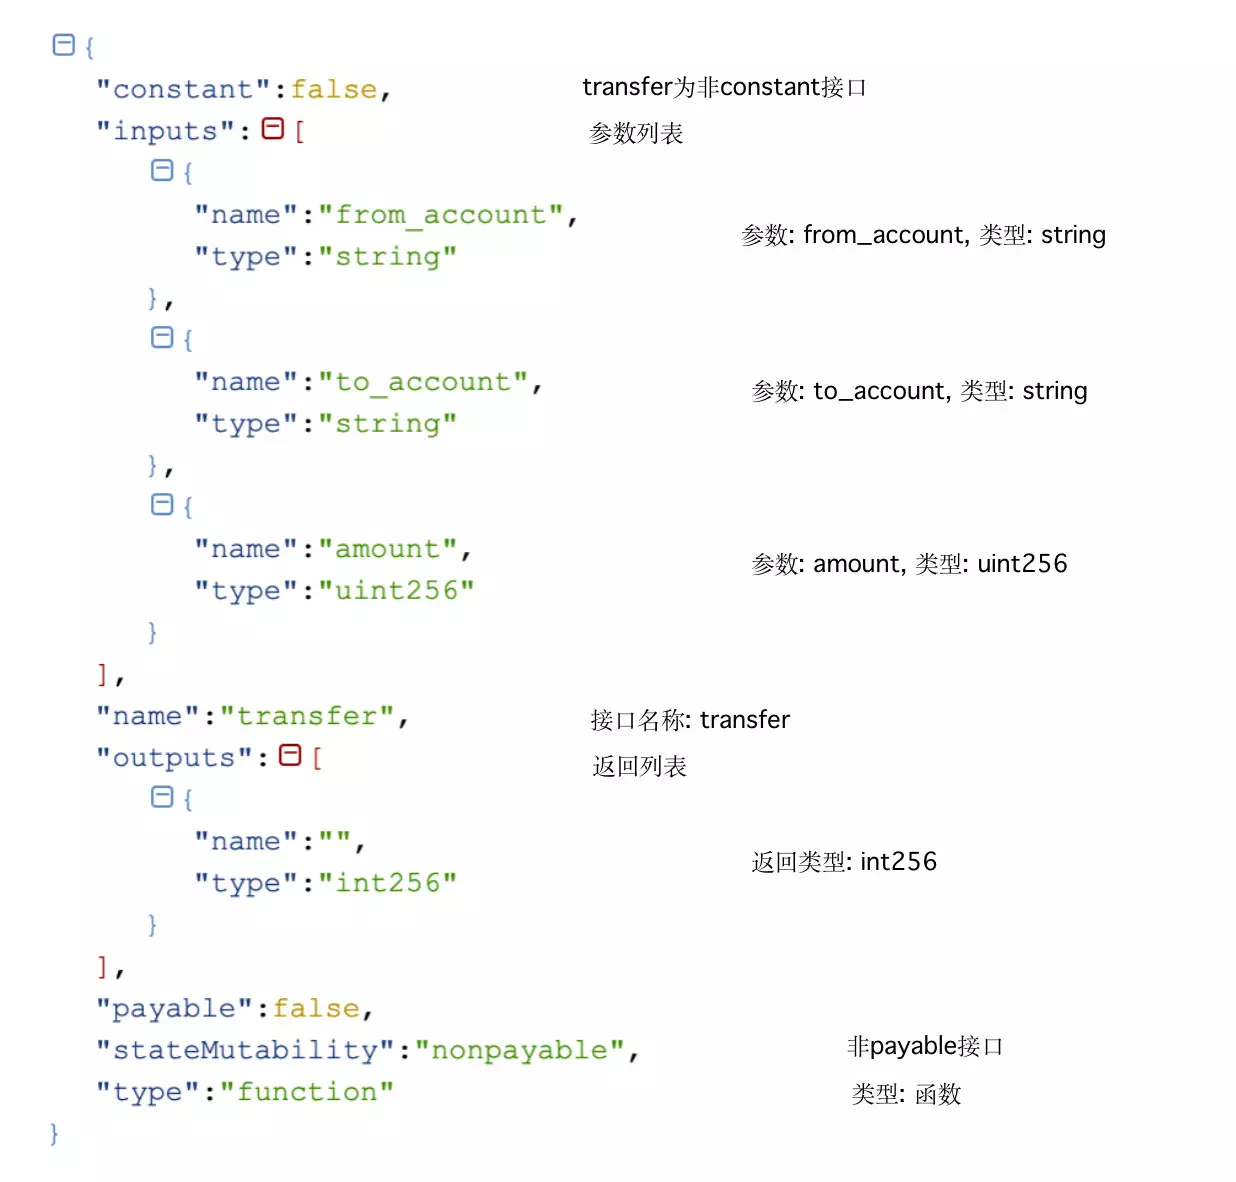 {
"constant":false, transfer为非constant接口
"inputs": [ 参数列表
{
"name":"from_account",
参数: from_account, 类型: string
"type":"string"
},
{
"name":"to_account",
参数: to_account, 类型: string
"type":"string"
},
{
"name":"amount",
参数: amount, 类型: uint256
"type":"uint256"
}
],
"name":"transfer", 接口名称: transfer
"outputs": [ 返回列表
{
"name":"",
返回类型: int256
"type":"int256"
}
],
"payable":false,
"stateMutability":"nonpayable", 非payable接口
"type":"function" 类型: 函数
}